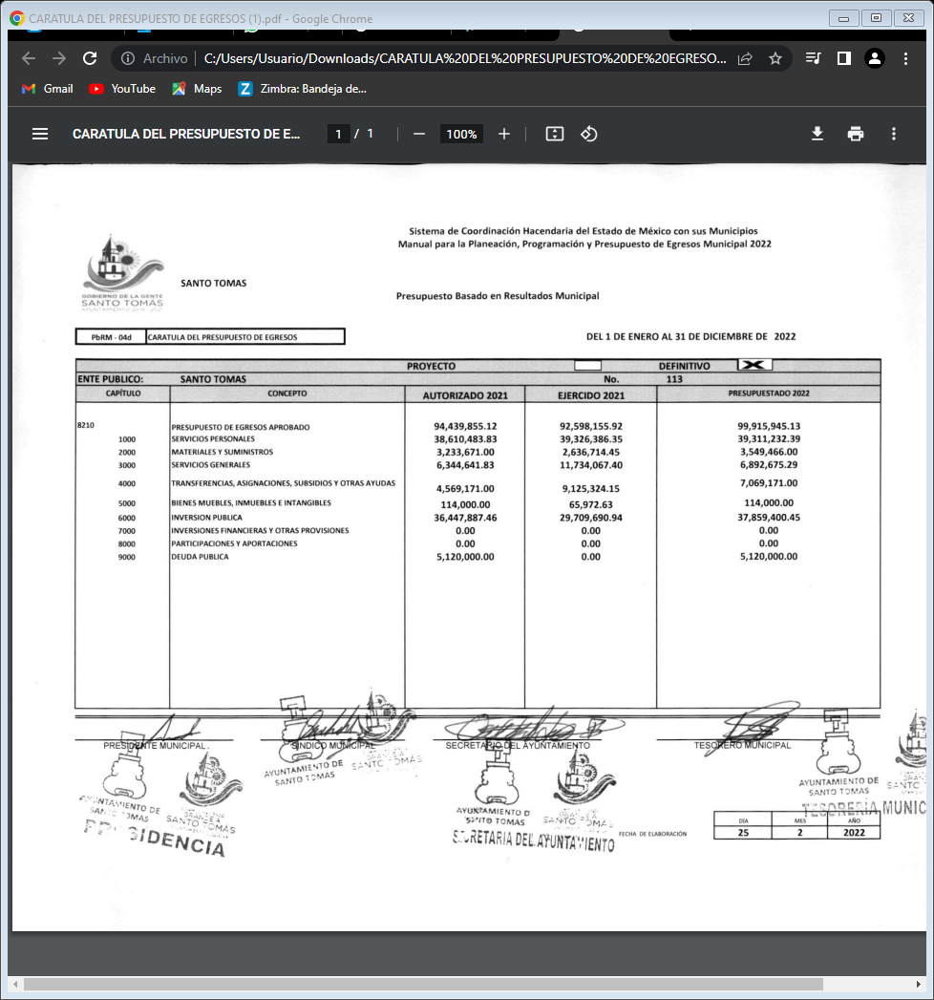 CARATULA DEL PRESUPUESTO DE EGRESOS (1).pdf - Google Chrome
Archivo | C:/Users/Usuario/Downloads/CARATULA%20DEL%20PRESUPUESTO%20DE%20EGRESO...
Gmail YouTube Maps Zimbra: Bandeja de...
CARATULA DEL PRESUPUESTO DE E... 1 / 1 100%
Sistema de Coordinación Hacendaria del Estado de México con sus Municipios
Manual para la Planeación, Programación y Presupuesto de Egresos Municipal 2022
GOBIERNO DE LA GENTE
SANTO TOMÁS
AYUNTAMIENTO 2019 - 2021
SANTO TOMAS
Presupuesto Basado en Resultados Municipal
PbRM - 04d CARATULA DEL PRESUPUESTO DE EGRESOS
DEL 1 DE ENERO AL 31 DE DICIEMBRE DE 2022
PROYECTO DEFINITIVO X
ENTE PUBLICO: SANTO TOMAS No. 113
CAPÍTULO CONCEPTO AUTORIZADO 2021 EJERCIDO 2021 PRESUPUESTADO 2022
8210 PRESUPUESTO DE EGRESOS APROBADO 94,439,855.12 92,598,155.92 99,915,945.13
1000 SERVICIOS PERSONALES 38,610,483.83 39,326,386.35 39,311,232.39
2000 MATERIALES Y SUMINISTROS 3,233,671.00 2,636,714.45 3,549,466.00
3000 SERVICIOS GENERALES 6,344,641.83 11,734,067.40 6,892,675.29
4000 TRANSFERENCIAS, ASIGNACIONES, SUBSIDIOS Y OTRAS AYUDAS 4,569,171.00 9,125,324.15 7,069,171.00
5000 BIENES MUEBLES, INMUEBLES E INTANGIBLES 114,000.00 65,972.63 114,000.00
6000 INVERSION PUBLICA 36,447,887.46 29,709,690.94 37,859,400.45
7000 INVERSIONES FINANCIERAS Y OTRAS PROVISIONES 0.00 0.00 0.00
8000 PARTICIPACIONES Y APORTACIONES 0.00 0.00 0.00
9000 DEUDA PUBLICA 5,120,000.00 0.00 5,120,000.00
PRESIDENTE MUNICIPAL. SINDICO MUNICIPAL SECRETARIO DEL AYUNTAMIENTO TESORERO MUNICIPAL
AYUNTAMIENTO DE
SANTO TOMAS
SANTO TOMÁS
AYUNTAMIENTO DE
SANTO TOMAS
SANTO TOMAS
AYUNTAMIENTO DE
SANTO TOMAS
SECRETARIA DEL AYUNTAMIENTO
AYUNTAMIENTO DE
SANTO TOMAS
TESORERIA MUNIC
FECHA DE ELABORACIÓN
DÍA MES AÑO
25 2 2022